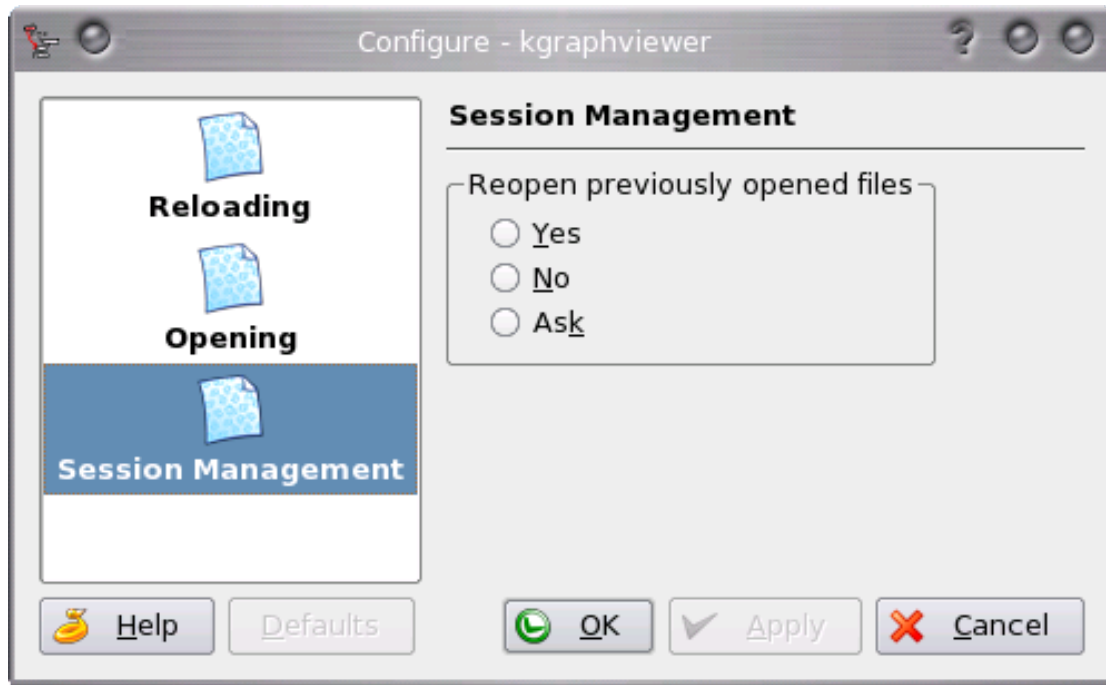 Configure - kgraphviewer
Reloading
Opening
Session Management
Session Management
Reopen previously opened files
Yes
No
Ask
Help
Defaults
OK
Apply
Cancel